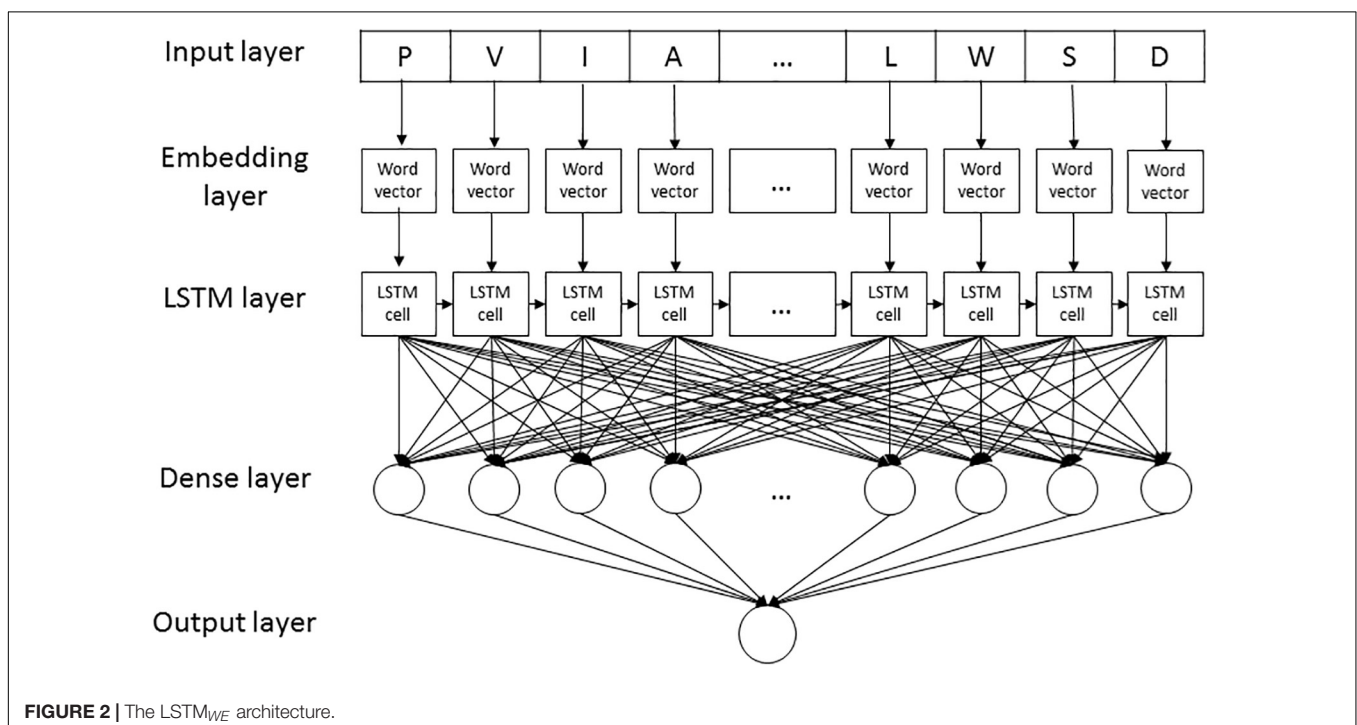 Input layer P V I A ... L W S D
Embedding layer
Word vector Word vector Word vector Word vector ... Word vector Word vector Word vector Word vector
LSTM layer
LSTM cell LSTM cell LSTM cell LSTM cell ... LSTM cell LSTM cell LSTM cell LSTM cell
Dense layer ...
Output layer
FIGURE 2 | The LSTMWE architecture.